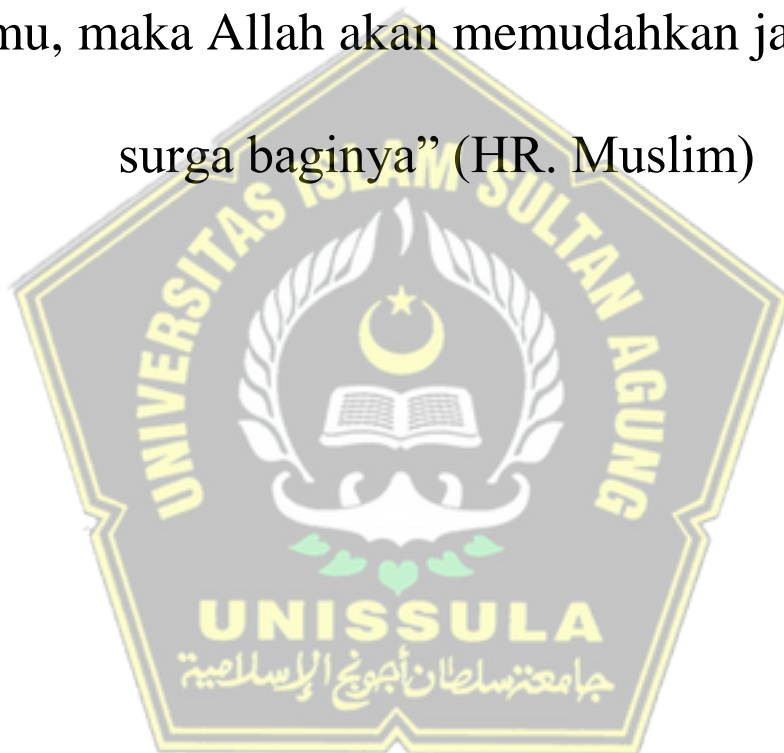 mu, maka Allah akan memudahkan ja
surga baginya” (HR. Muslim)
UNIVERSITAS ISLAM SULTAN AGUNG
UNISSULA
جامعة سلطان أجونج الإسلامية